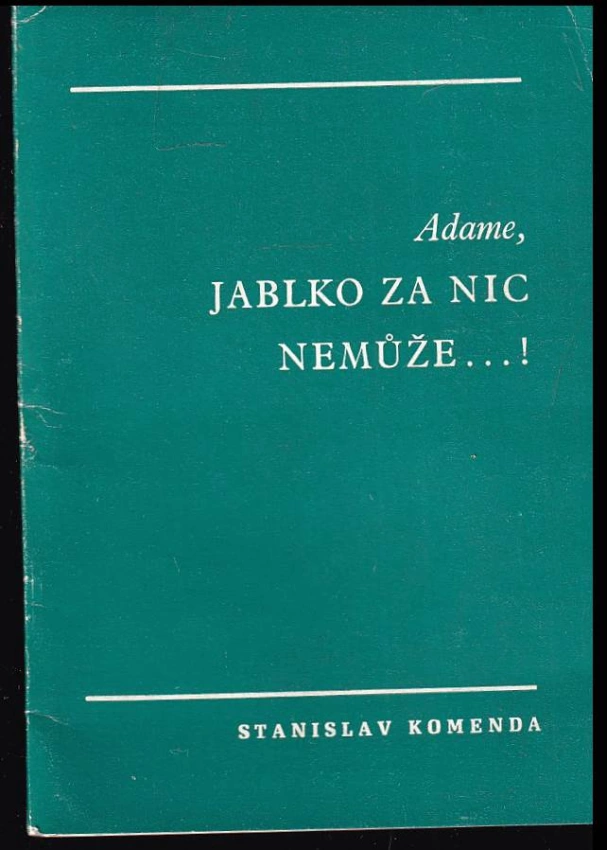 Adame,
JABLKO ZA NIC
NEMŮŽE...!
STANISLAV KOMENDA